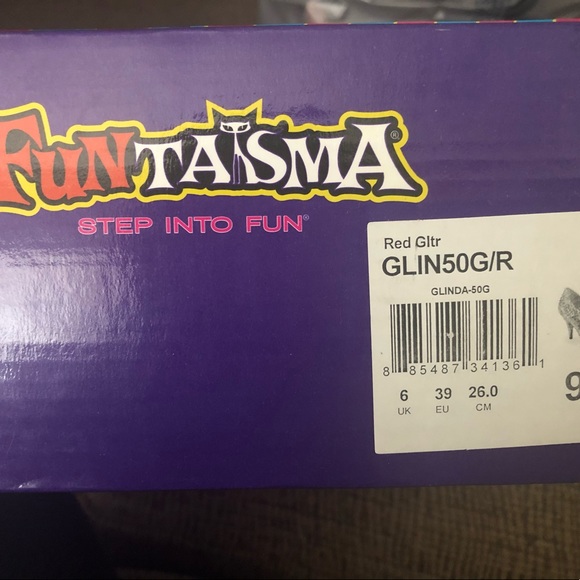 FUNTASMA®
STEP INTO FUN®
Red Gltr
GLIN50G/R
GLINDA-50G
8 85487 34136 1
6 39 26.0
UK EU CM
9